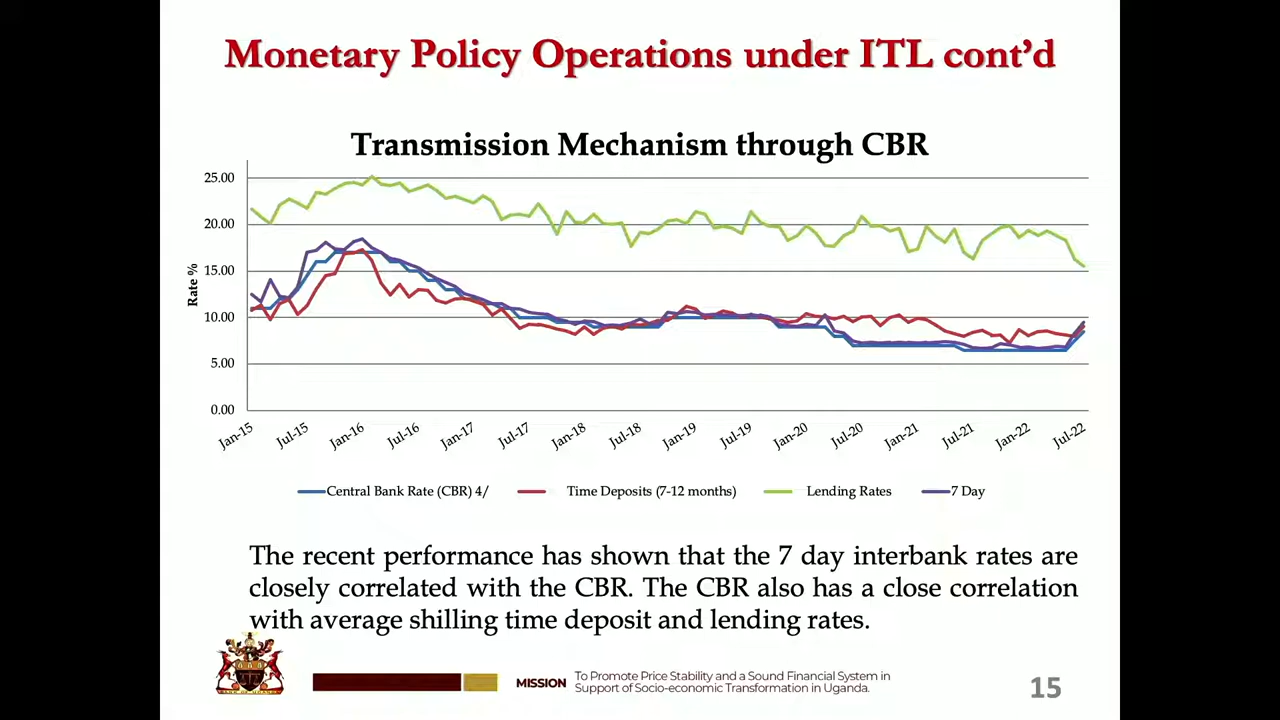 Monetary Policy Operations under ITL cont’d
Transmission Mechanism through CBR
Rate %
25.00
20.00
15.00
10.00
5.00
0.00
Jan-15
Jul-15
Jan-16
Jul-16
Jan-17
Jul-17
Jan-18
Jul-18
Jan-19
Jul-19
Jan-20
Jul-20
Jan-21
Jul-21
Jan-22
Jul-22
Central Bank Rate (CBR) 4/
Time Deposits (7-12 months)
Lending Rates
7 Day
The recent performance has shown that the 7 day interbank rates are
closely correlated with the CBR. The CBR also has a close correlation
with average shilling time deposit and lending rates.
BANK OF UGANDA
MISSION
To Promote Price Stability and a Sound Financial System in
Support of Socio-economic Transformation in Uganda.
15